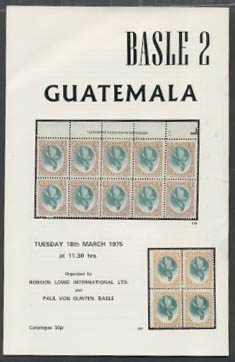 BASLE 2
GUATEMALA
TUESDAY 18th MARCH 1975
at 11.30 hrs.
Organized by
ROBSON LOWE INTERNATIONAL LTD.
and
PAUL VON GUNTEN, BASLE
Catalogue 50p